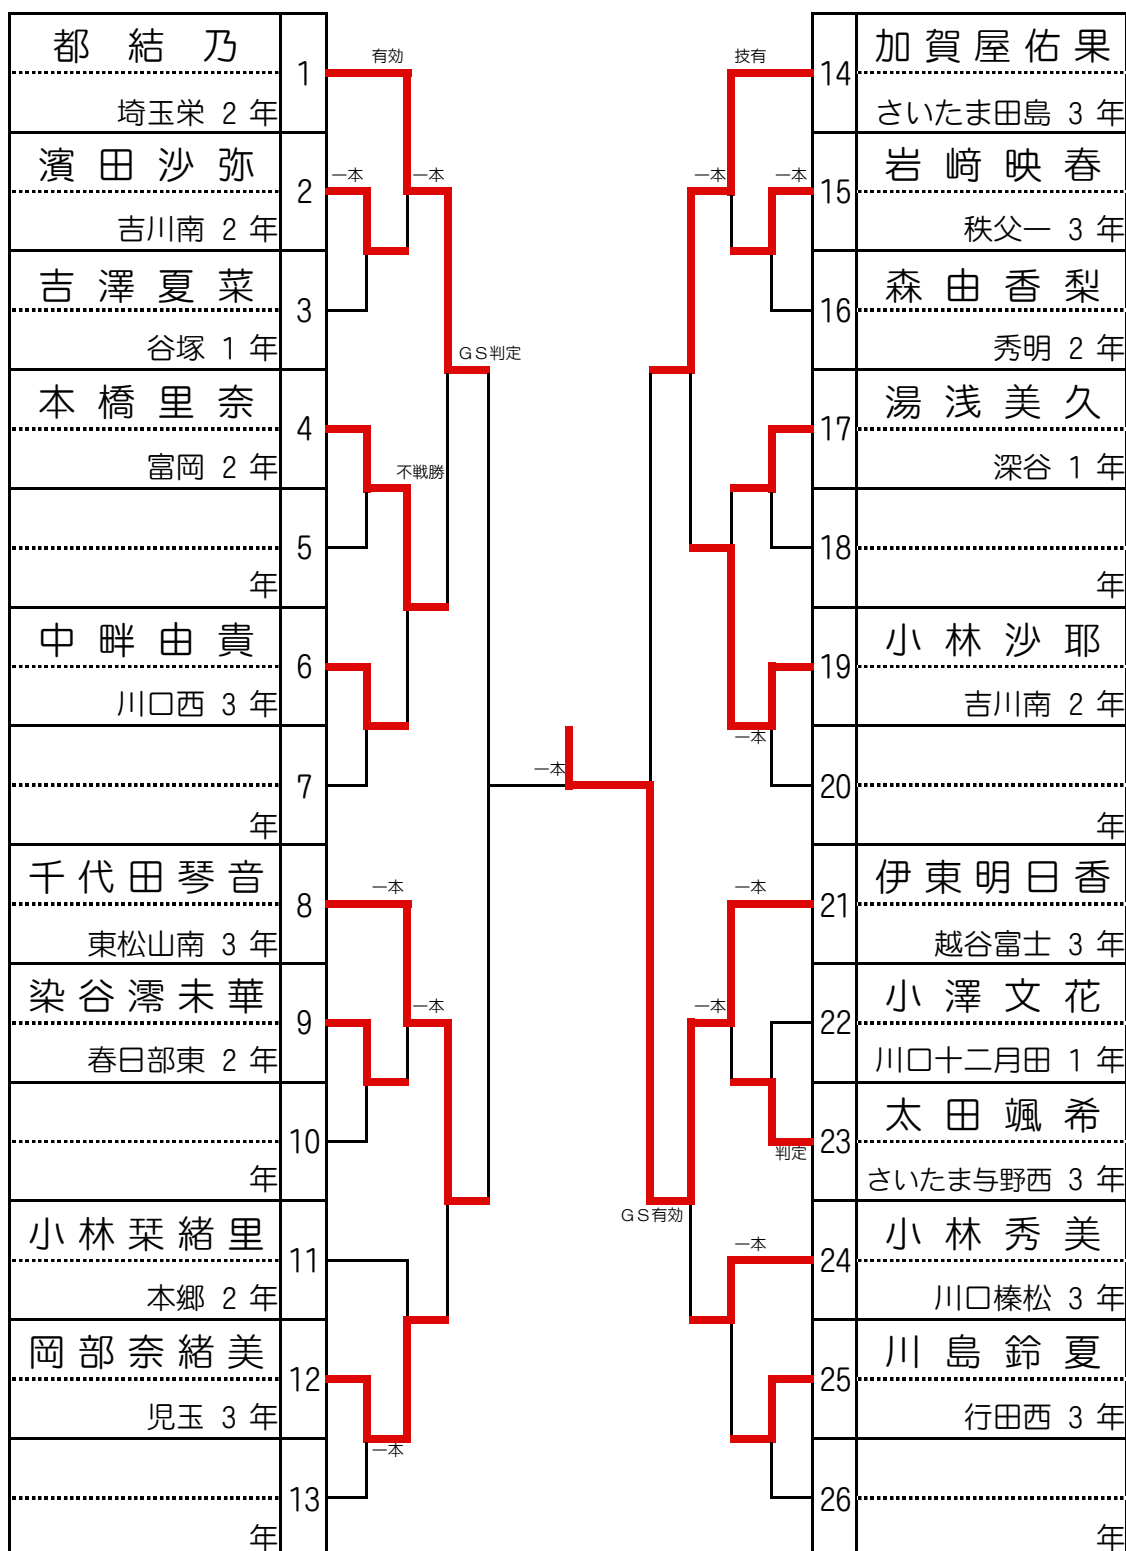 都結乃
1
埼玉栄 2 年
有効
濱田沙弥
2
吉川南 2 年
一本
一本
吉澤夏菜
3
谷塚 1 年
GS判定
本橋里奈
4
富岡 2 年
不戦勝
5
年
中畔由貴
6
川口西 3 年
7
年
千代田琴音
8
東松山南 3 年
一本
染谷澪未華
9
春日部東 2 年
一本
10
年
小林栞緒里
11
本郷 2 年
岡部奈緒美
12
児玉 3 年
一本
13
年
一本
技有
14
加賀屋佑果
さいたま田島 3 年
一本
一本
15
岩﨑映春
秩父一 3 年
16
森由香梨
秀明 2 年
17
湯浅美久
深谷 1 年
18
年
19
小林沙耶
吉川南 2 年
一本
20
年
一本
21
伊東明日香
越谷富士 3 年
一本
22
小澤文花
川口十二月田 1 年
23
太田颯希
判定
さいたま与野西 3 年
GS有効
一本
24
小林秀美
川口榛松 3 年
25
川島鈴夏
行田西 3 年
26
年